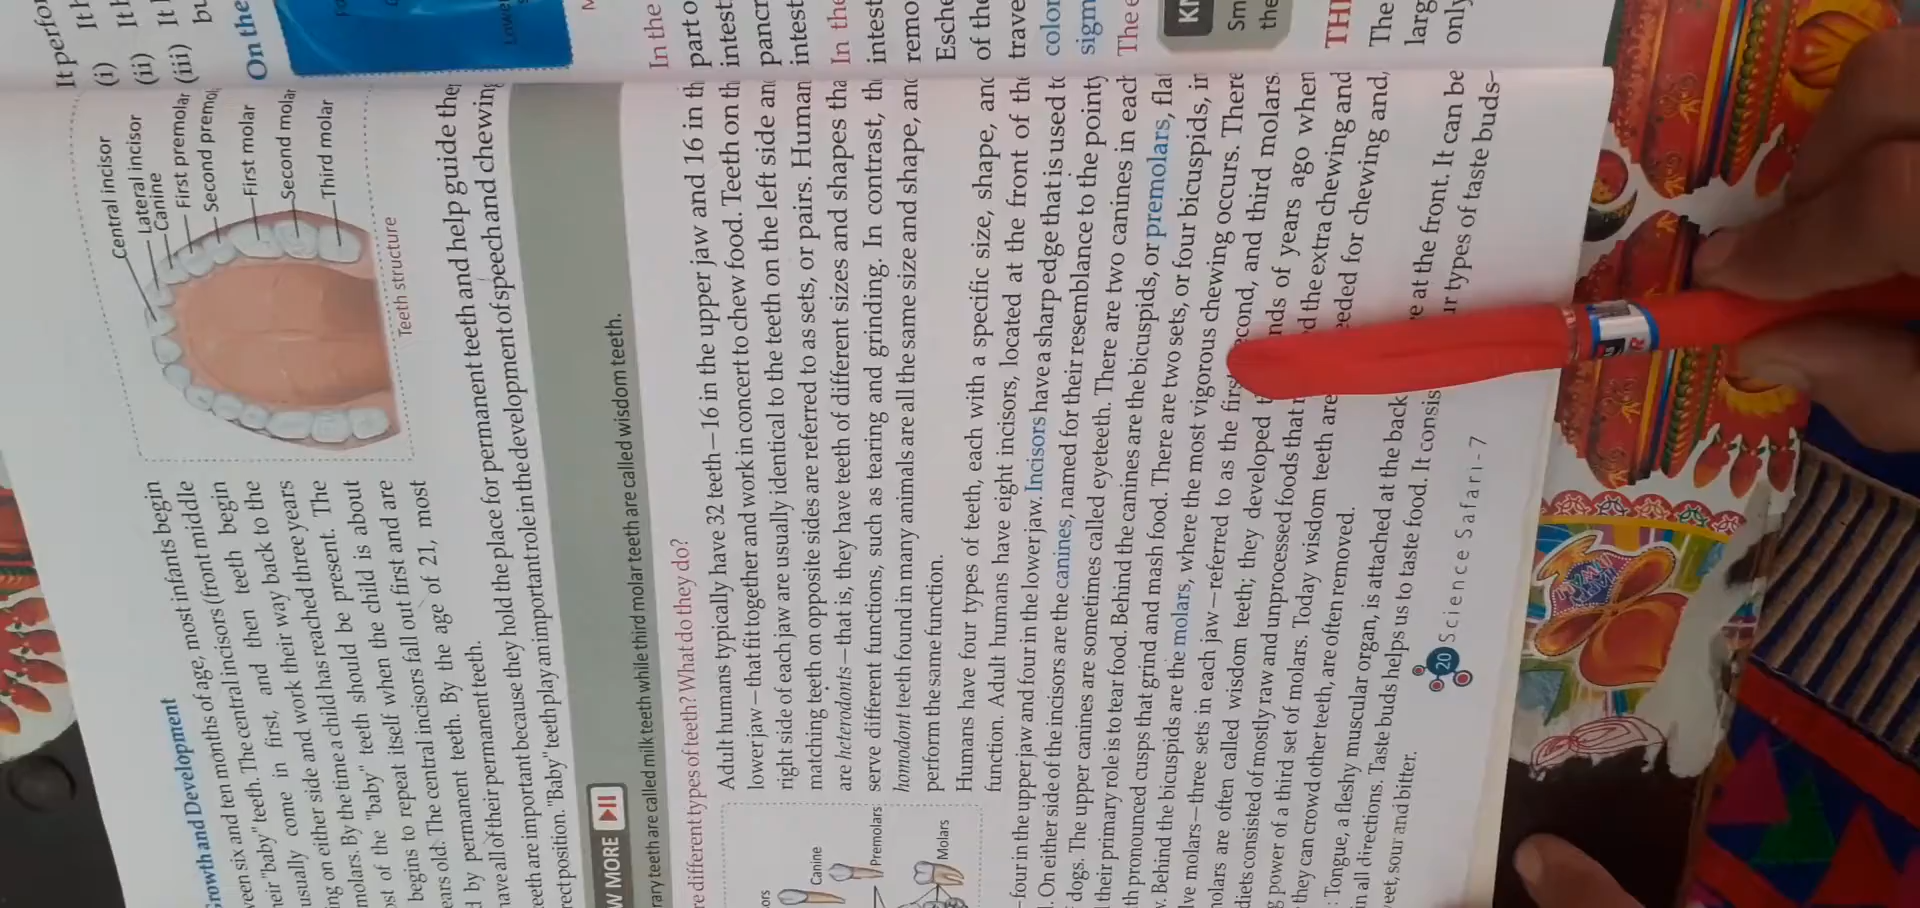 Growth and Development
ween six and ten months of age, most infants begin
heir "baby" teeth. The central incisors (front middle
usually come in first, and then teeth begin
ing on either side and work their way back to the
molars. By the time a child has reached three years
ost of the "baby" teeth should be present. The
begins to repeat itself when the child is about
ears old. The central incisors fall out first and are
d by permanent teeth. By the age of 21, most
have all of their permanent teeth.
teeth are important because they hold the place for permanent teeth and help guide the
rect position. "Baby" teeth play an important role in the development of speech and chewing
Central incisor
Lateral incisor
Canine
First premolar
Second premol
First molar
Second molar
Third molar
Teeth structure
W MORE
rary teeth are called milk teeth while third molar teeth are called wisdom teeth.
re different types of teeth? What do they do?
Adult humans typically have 32 teeth—16 in the upper jaw and 16 in th
lower jaw—that fit together and work in concert to chew food. Teeth on th
right side of each jaw are usually identical to the teeth on the left side and
matching teeth on opposite sides are referred to as sets, or pairs. Human
are heterodonts—that is, they have teeth of different sizes and shapes tha
serve different functions, such as tearing and grinding. In contrast, th
homodont teeth found in many animals are all the same size and shape, and
perform the same function.
Humans have four types of teeth, each with a specific size, shape, and
function. Adult humans have eight incisors, located at the front of the
—four in the upper jaw and four in the lower jaw. Incisors have a sharp edge that is used to
. On either side of the incisors are the canines, named for their resemblance to the pointy
dogs. The upper canines are sometimes called eyeteeth. There are two canines in each
their primary role is to tear food. Behind the canines are the bicuspids, or premolars, fla
th pronounced cusps that grind and mash food. There are two sets, or four bicuspids, in
. Behind the bicuspids are the molars, where the most vigorous chewing occurs. There
lve molars—three sets in each jaw—referred to as the firs econd, and third molars.
nolars are often called wisdom teeth; they developed t nds of years ago when
diets consisted of mostly raw and unprocessed foods that r d the extra chewing and
g power of a third set of molars. Today wisdom teeth are eeded for chewing and,
they can crowd other teeth, are often removed.
: Tongue, a fleshy muscular organ, is attached at the back e at the front. It can be
in all directions. Taste buds helps us to taste food. It consis ur types of taste buds–
eet, sour and bitter.
ors
Canine
Premolars
Molars
20 Science Safari-7
It perfo
(i) It h
(ii) It h
(iii) It
bu
On the
Lower
In the
part o
intest
pancr
intest
In the
intest
remo
Esche
of the
trave
color
sigm
The e
KN
Sm
the
TH
The
larg
only